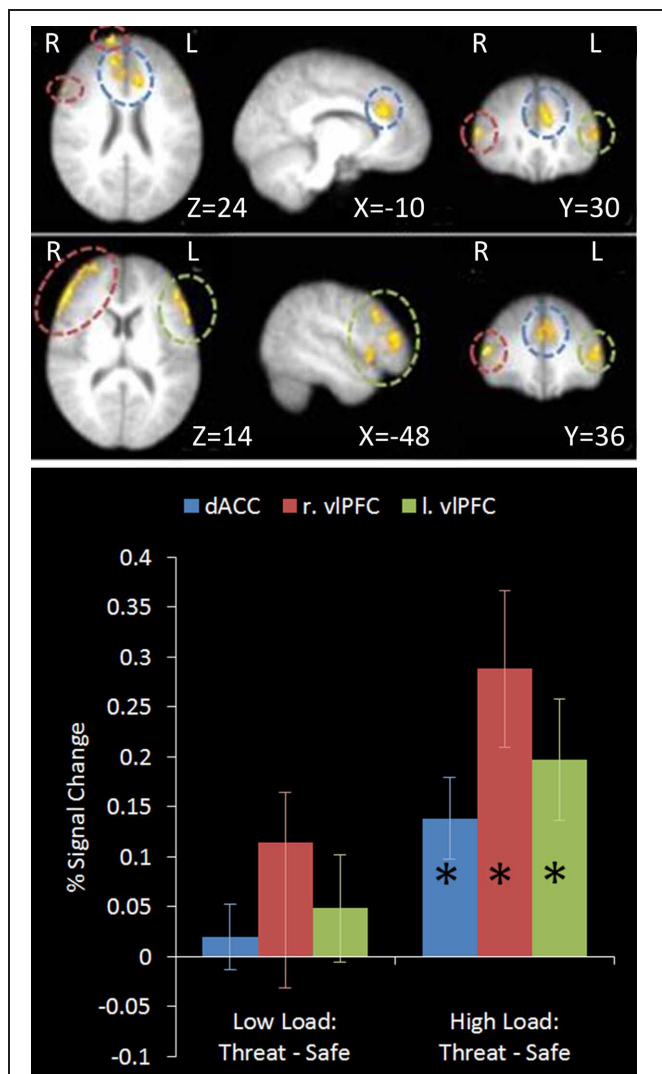 R L R L
Z=24 X=-10 Y=30
R L R L
Z=14 X=-48 Y=36
dACC r. vlPFC l. vlPFC
0.4
0.35
0.3
0.25
0.2
0.15
0.1
0.05
0
-0.05
-0.1
% Signal Change
* * *
Low Load: High Load:
Threat - Safe Threat - Safe